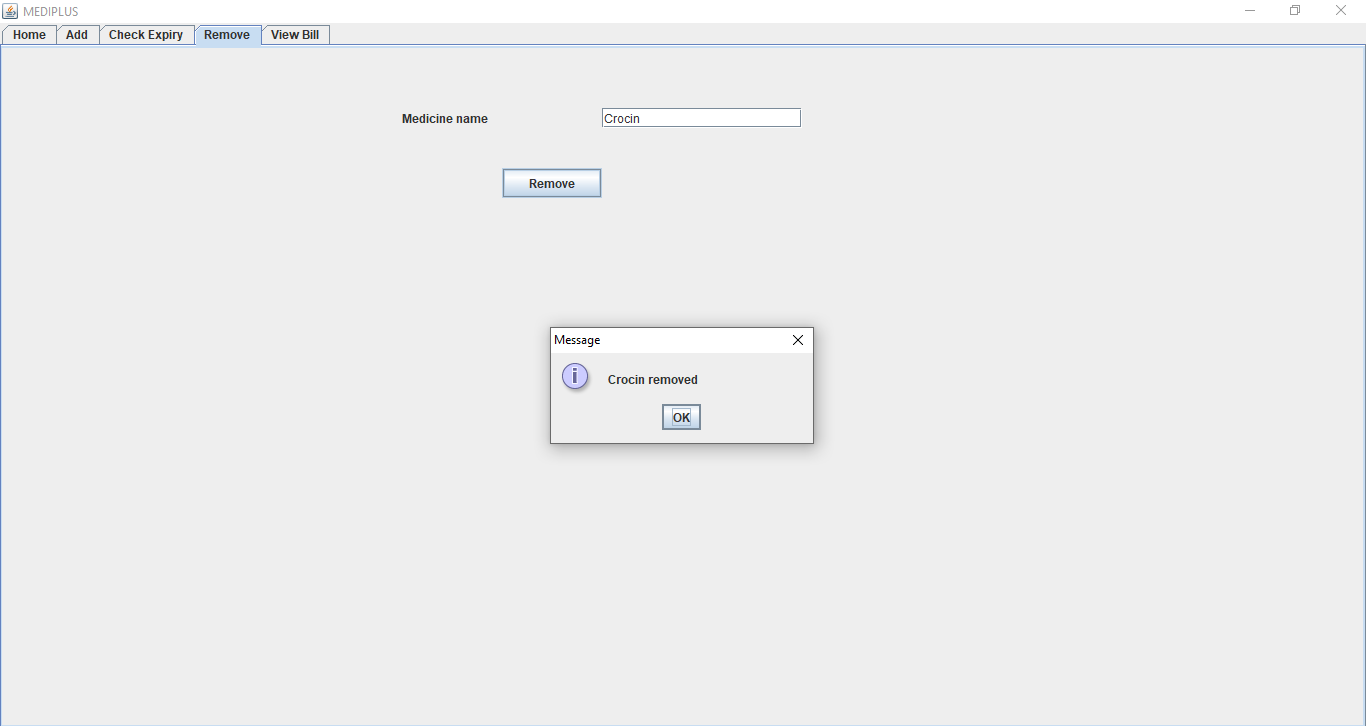 MEDIPLUS
Home Add Check Expiry Remove View Bill
Medicine name Crocin
Remove
Message
i Crocin removed
OK